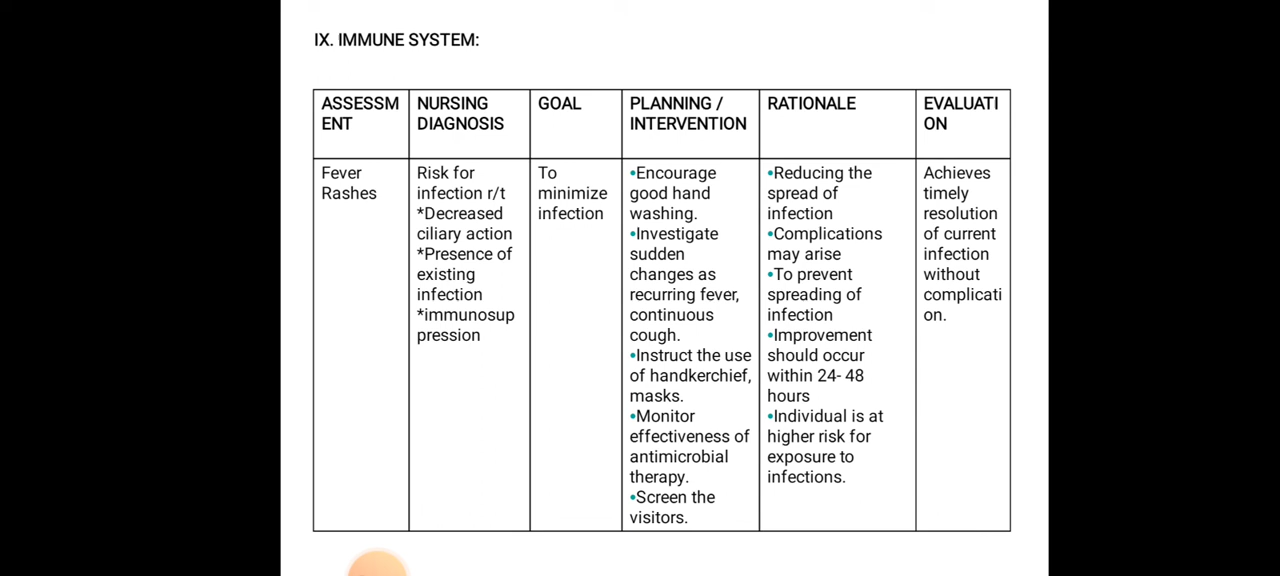 IX. IMMUNE SYSTEM:
ASSESSM
ENT
NURSING
DIAGNOSIS
GOAL
PLANNING /
INTERVENTION
RATIONALE
EVALUATI
ON
Fever
Rashes
Risk for
infection r/t
*Decreased
ciliary action
*Presence of
existing
infection
*immunosup
pression
To
minimize
infection
•Encourage
good hand
washing.
•Investigate
sudden
changes as
recurring fever,
continuous
cough.
•Instruct the use
of handkerchief,
masks.
•Monitor
effectiveness of
antimicrobial
therapy.
•Screen the
visitors.
•Reducing the
spread of
infection
•Complications
may arise
•To prevent
spreading of
infection
•Improvement
should occur
within 24- 48
hours
•Individual is at
higher risk for
exposure to
infections.
Achieves
timely
resolution
of current
infection
without
complicati
on.